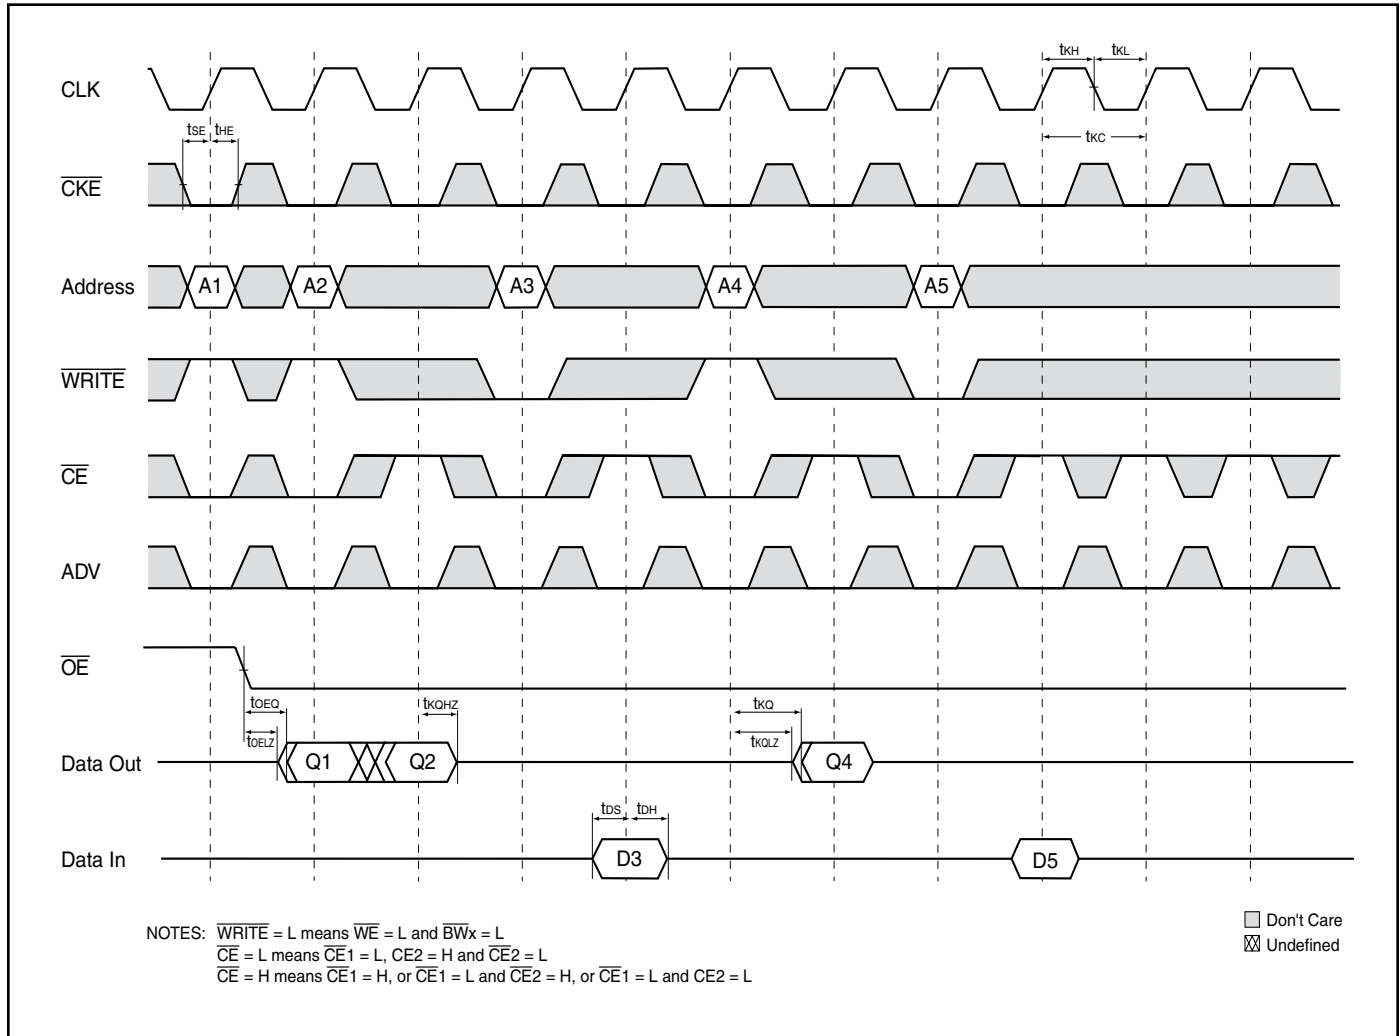 tKH tKL
CLK
tSE tHE
tKC
CKE
Address A1 A2 A3 A4 A5
WRITE
CE
ADV
OE
tOEQ tKQHZ tKQ
tOELZ tKQLZ
Data Out Q1 Q2 Q4
tDS tDH
Data In D3 D5
NOTES: WRITE = L means WE = L and BWx = L
CE = L means CE1 = L, CE2 = H and CE2 = L
CE = H means CE1 = H, or CE1 = L and CE2 = H, or CE1 = L and CE2 = L
Don't Care
Undefined